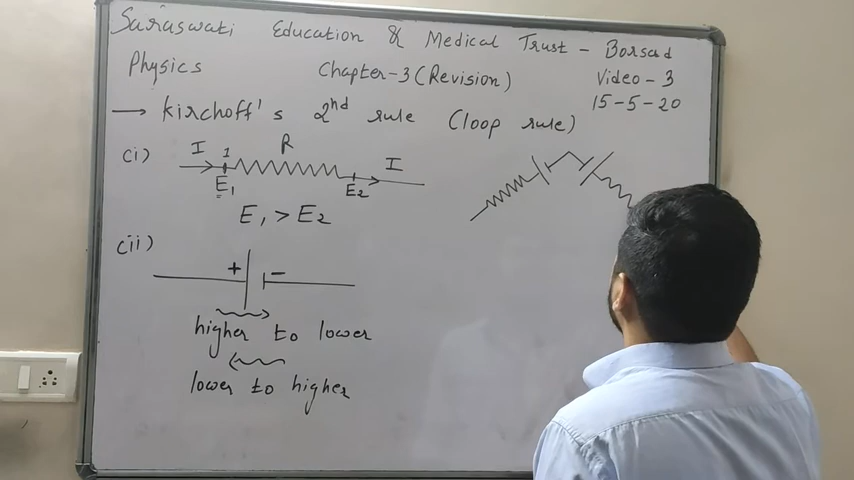 Saraswati Education & Medical Trust - Borsad
Physics Chapter-3 (Revision) Video - 3
15-5-20
→ Kirchoff's 2nd rule (loop rule)
(i) I 1 R I
E1 E2
E1 > E2
(ii)
+ -
higher to lower
lower to higher